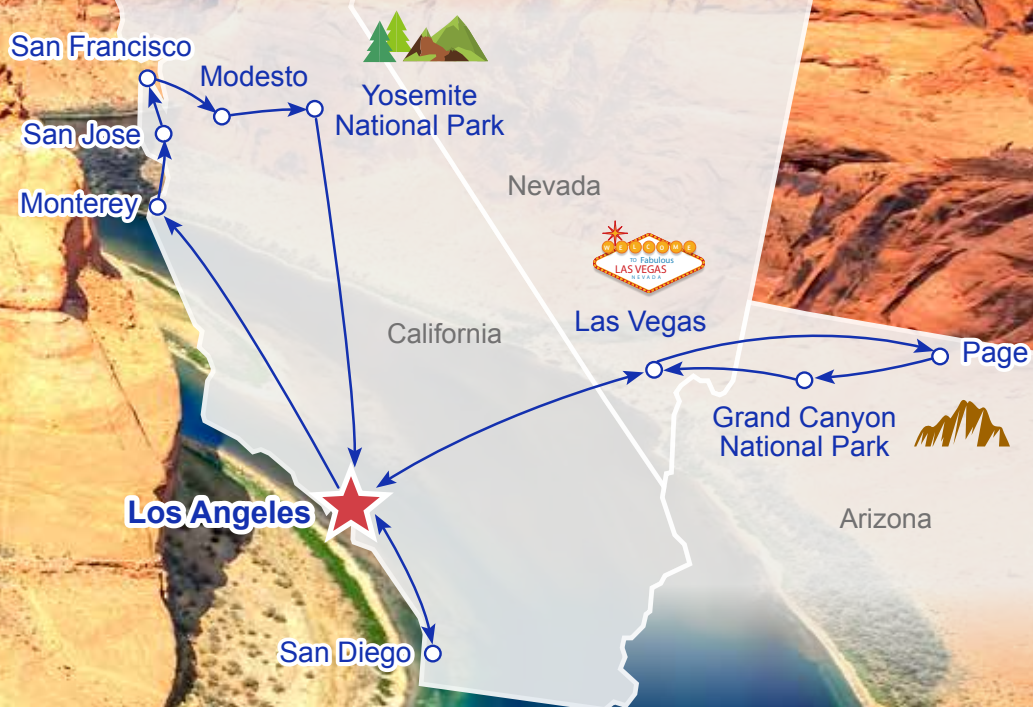 San Francisco
Modesto
Yosemite
National Park
San Jose
Monterey
Nevada
WELCOME
TO Fabulous
LAS VEGAS
NEVADA
Las Vegas
California
Page
Grand Canyon
National Park
Los Angeles
Arizona
San Diego